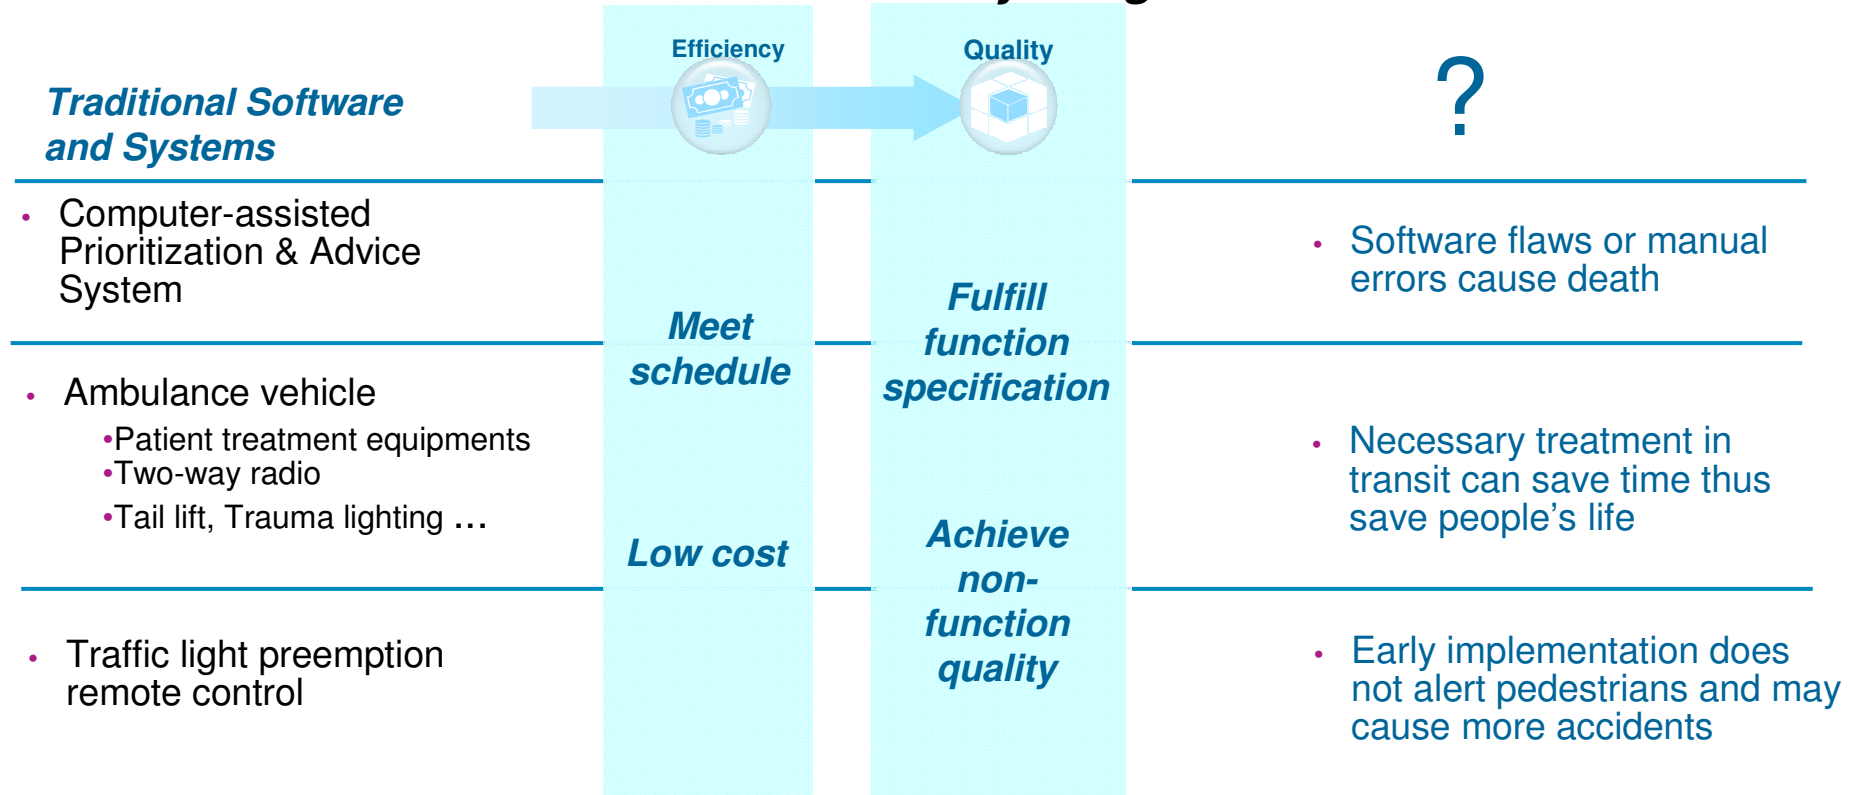 Efficiency
Quality
?
Traditional Software
and Systems
• Computer-assisted
Prioritization & Advice
System
Meet
schedule
Fulfill
function
specification
• Software flaws or manual
errors cause death
• Ambulance vehicle
•Patient treatment equipments
•Two-way radio
•Tail lift, Trauma lighting ...
Low cost
Achieve
non-
function
quality
• Necessary treatment in
transit can save time thus
save people's life
• Traffic light preemption
remote control
• Early implementation does
not alert pedestrians and may
cause more accidents